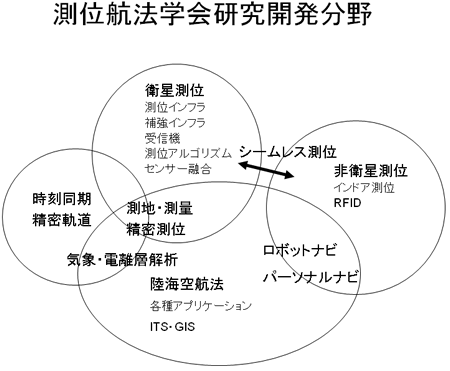 測位航法学会研究開発分野
衛星測位
測位インフラ
補強インフラ
受信機
測位アルゴリズム
センサー融合
シームレス測位
非衛星測位
インドア測位
RFID
時刻同期
精密軌道
測地・測量
精密測位
気象・電離層解析
ロボットナビ
パーソナルナビ
陸海空航法
各種アプリケーション
ITS・GIS